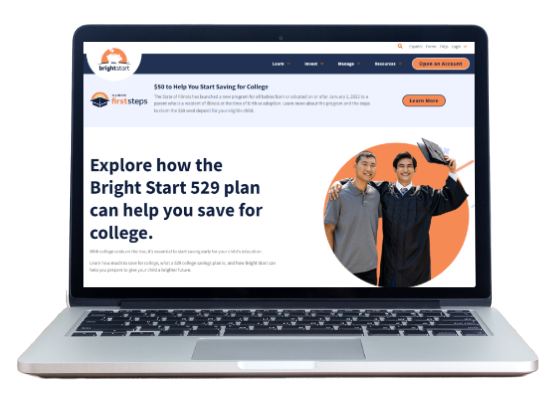 Español Forms FAQs Login
brightstart
Learn Invest Manage Resources Open an Account
$50 to Help You Start Saving for College
ILLINOIS
firststeps
The State of Illinois has launched a new program for all babies born or adopted on or after January 1, 2023 to a
parent who is a resident of Illinois at the time of birth or adoption. Learn more about the program and the steps
to claim the $50 seed deposit for your eligible child.
Learn More
Explore how the
Bright Start 529 plan
can help you save for
college.
With college costs on the rise, it's essential to start saving early for your child's education.
Learn how much to save for college, what a 529 college savings plan is, and how Bright Start can
help you prepare to give your child a brighter future.